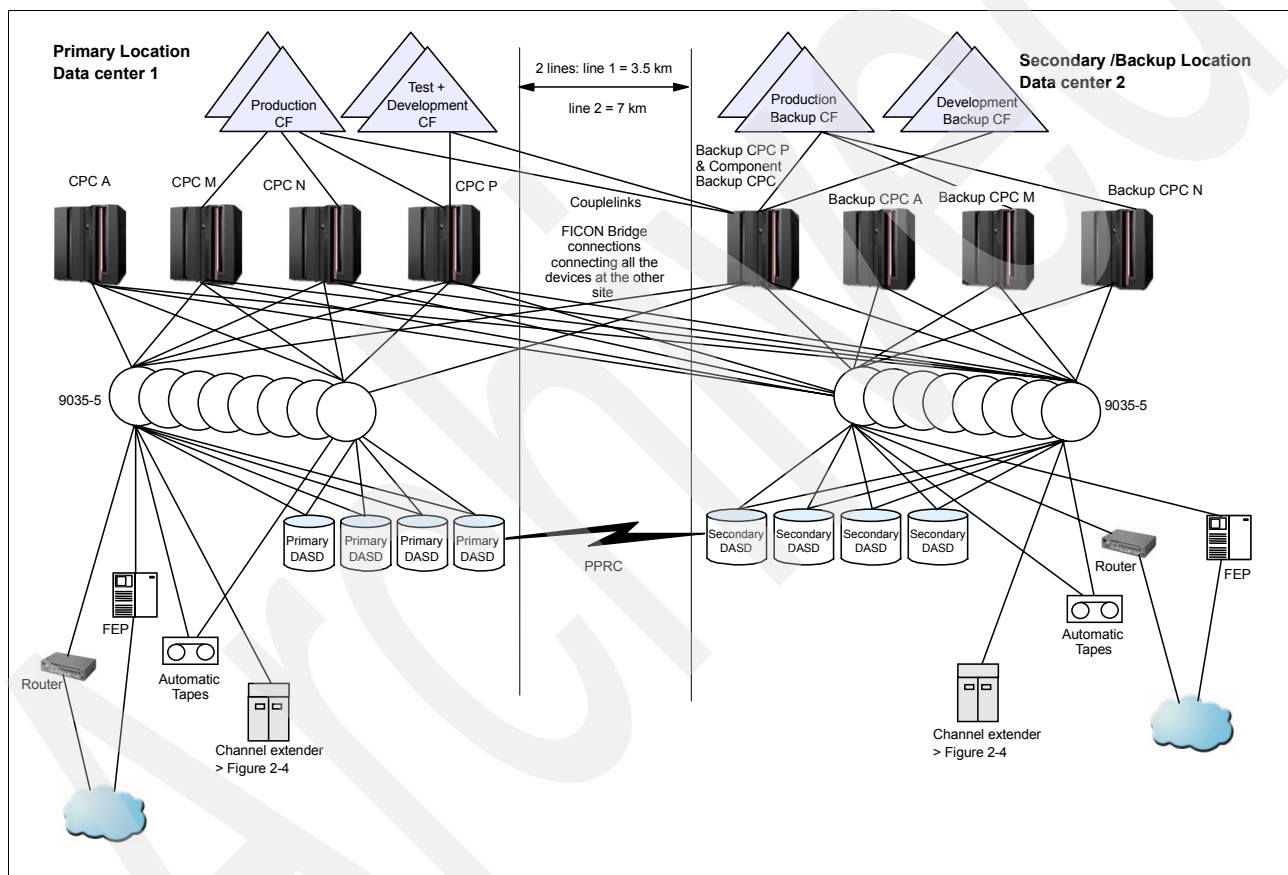 Primary Location
Data center 1
Production
CF
Test +
Development
CF
2 lines: line 1 = 3.5 km
line 2 = 7 km
Production
Backup CF
Development
Backup CF
Secondary /Backup Location
Data center 2
CPC A
CPC M
CPC N
CPC P
Couplelinks
FICON Bridge
connections
connecting all the
devices at the other
site
Backup CPC P
& Component
Backup CPC
Backup CPC A
Backup CPC M
Backup CPC N
9035-5
9035-5
Primary
DASD
Primary
DASD
Primary
DASD
Primary
DASD
PPRC
Secondary
DASD
Secondary
DASD
Secondary
DASD
Secondary
DASD
Router
FEP
Automatic
Tapes
Channel extender
> Figure 2-4
Channel extender
> Figure 2-4
Automatic
Tapes
Router
FEP
Archived